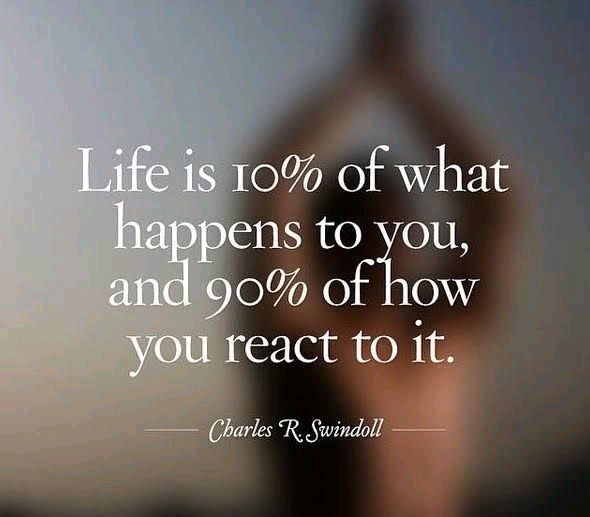 Life is 10% of what
happens to you,
and 90% of how
you react to it.
Charles R. Swindoll